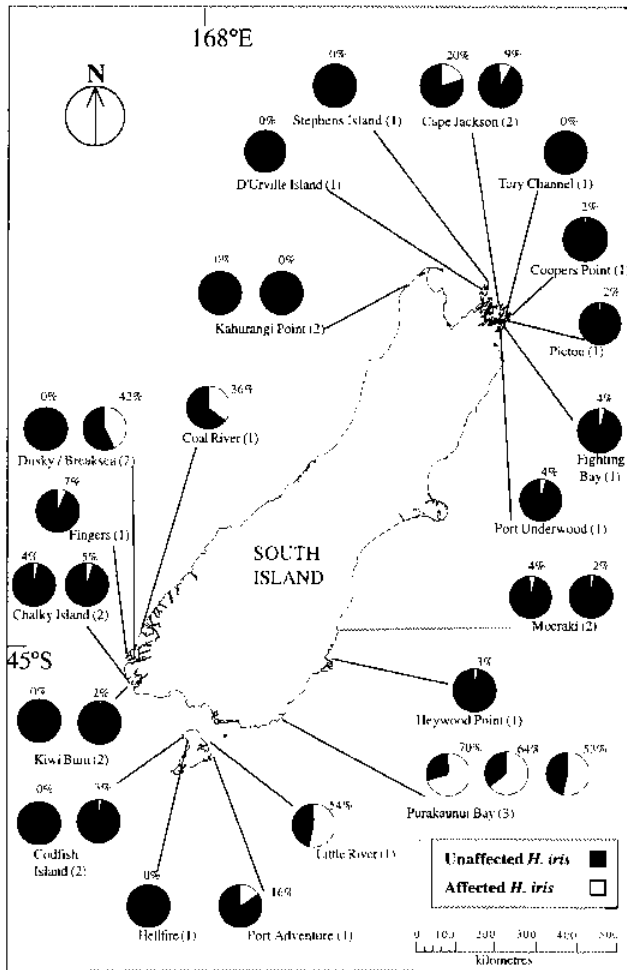 168°E
N
0%
Stephens Island (1)
20% 9%
Cape Jackson (2)
0%
D'Urville Island (1)
0%
Tory Channel (1)
2%
Coopers Point (1
2%
Picton (1)
0% 0%
Kahurangi Point (2)
36%
Coal River (1)
0% 42%
Dusky / Breaksea (2)
7%
Fingers (1)
4% 5%
Chalky Island (2)
4%
Fighting
Bay (1)
4%
Port Underwood (1)
SOUTH
ISLAND
4% 2%
Moeraki (2)
45°S
3%
Heywood Point (1)
0% 2%
Kiwi Burn (2)
70% 64% 53%
Purakaunui Bay (3)
0% 3%
Codfish
Island (2)
54%
Little River (1)
0%
Hellfire (1)
16%
Port Adventure (1)
Unaffected H. iris
Affected H. iris
0 100 200 300 400 500
kilometres